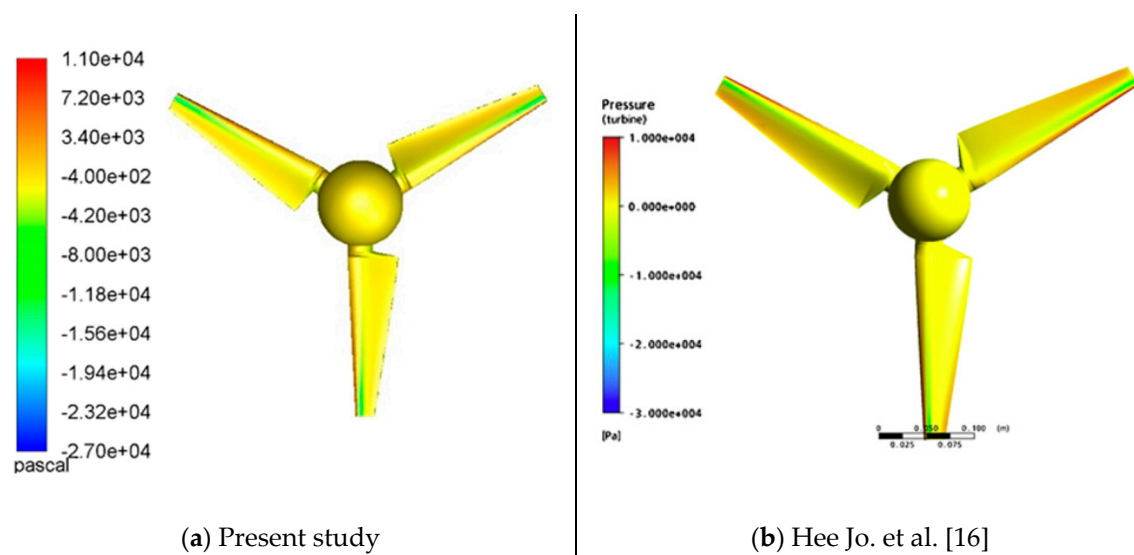 1.10e+04
7.20e+03
3.40e+03
-4.00e+02
-4.20e+03
-8.00e+03
-1.18e+04
-1.56e+04
-1.94e+04
-2.32e+04
-2.70e+04
pascal
(a) Present study
Pressure
(turbine)
1.000e+004
0.000e+000
-1.000e+004
-2.000e+004
-3.000e+004
[Pa]
0 0.050 0.100 (m)
0.025 0.075
(b) Hee Jo. et al. [16]